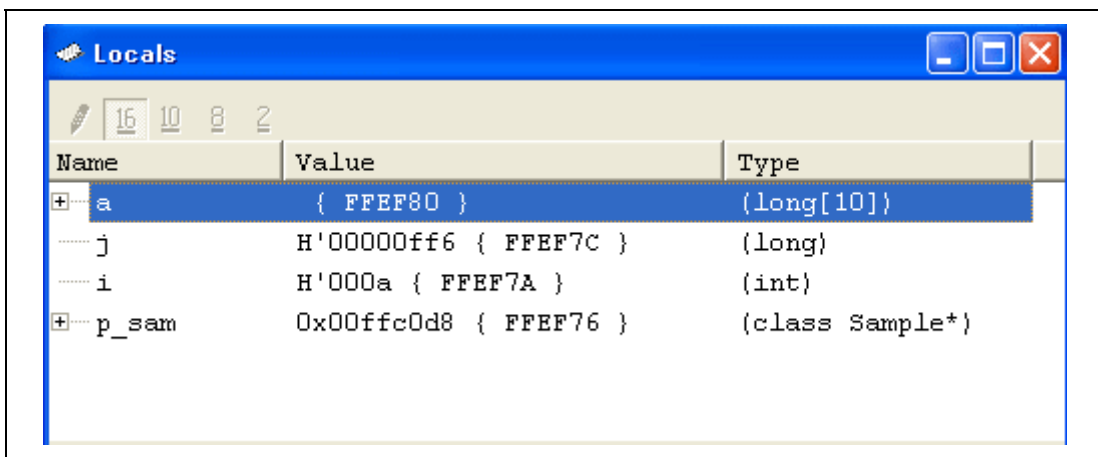 Locals
16 10 8 2
Name Value Type
a { FFEF80 } (long[10])
j H'00000ff6 { FFEF7C } (long)
i H'000a { FFEF7A } (int)
p_sam 0x00ffc0d8 { FFEF76 } (class Sample*)